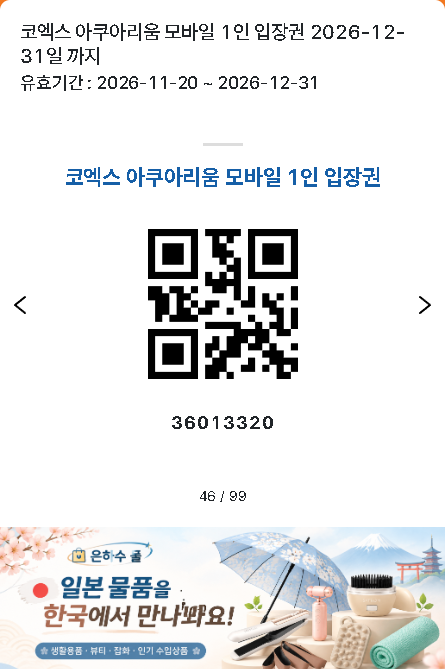 코엑스 아쿠아리움 모바일 1인 입장권 2026-12-
31일 까지
유효기간 : 2026-11-20 ~ 2026-12-31
코엑스 아쿠아리움 모바일 1인 입장권
36013320
46 / 99
은하수 몰
일본 물품을
한국에서 만나
생활용품 · 뷰티 · 잡화 · 인기 수입상품